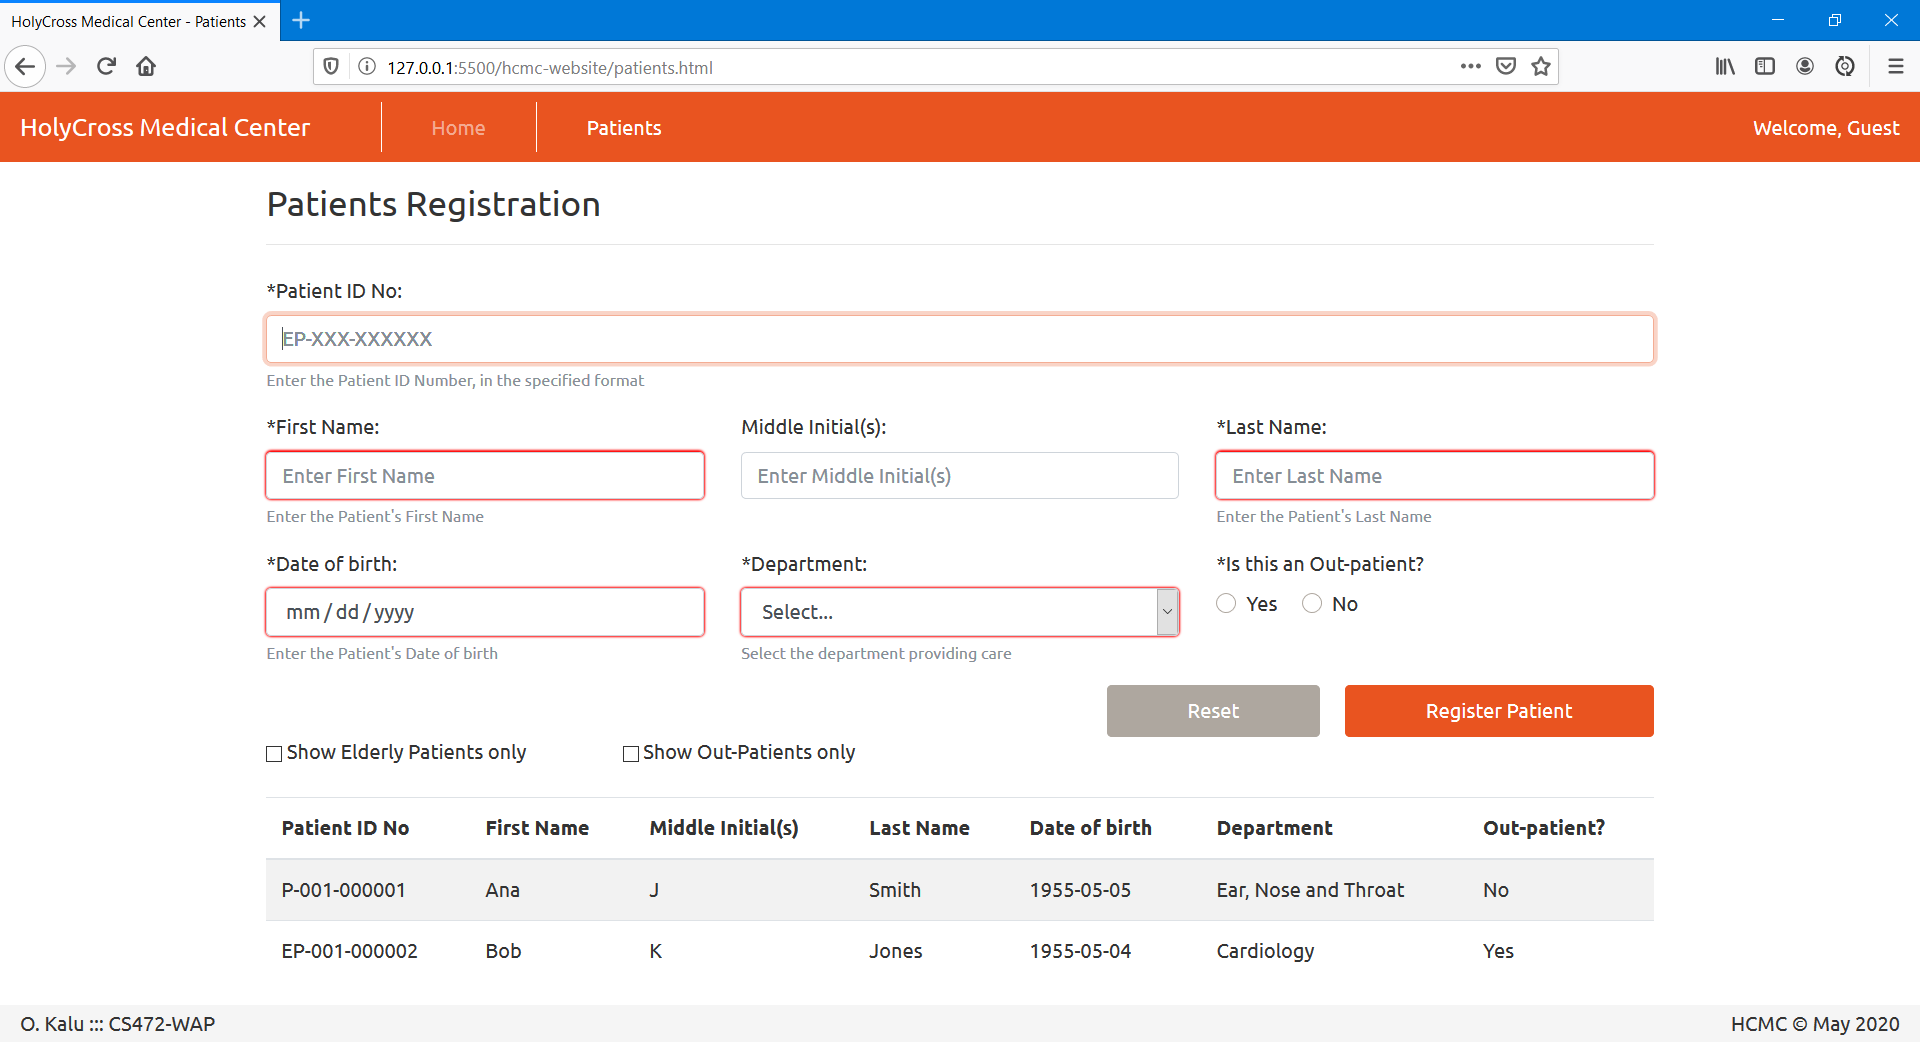 HolyCross Medical Center - Patients
127.0.0.1:5500/hcmc-website/patients.html
HolyCross Medical Center Home Patients Welcome, Guest
Patients Registration
*Patient ID No:
EP-XXX-XXXXXX
Enter the Patient ID Number, in the specified format
*First Name: Middle Initial(s): *Last Name:
Enter First Name Enter Middle Initial(s) Enter Last Name
Enter the Patient's First Name Enter the Patient's Last Name
*Date of birth: *Department: *Is this an Out-patient?
mm / dd / yyyy Select... Yes No
Enter the Patient's Date of birth Select the department providing care
Reset Register Patient
Show Elderly Patients only Show Out-Patients only
Patient ID No First Name Middle Initial(s) Last Name Date of birth Department Out-patient?
P-001-000001 Ana J Smith 1955-05-05 Ear, Nose and Throat No
EP-001-000002 Bob K Jones 1955-05-04 Cardiology Yes
O. Kalu ::: CS472-WAP HCMC © May 2020